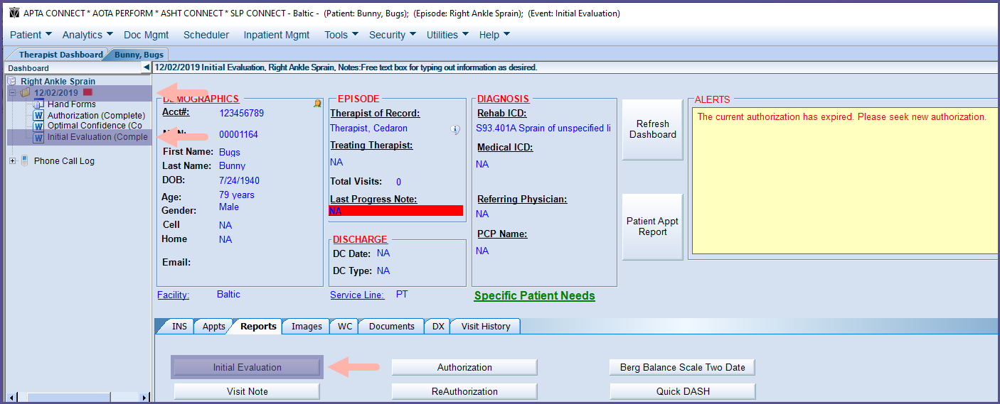 APTA CONNECT * AOTA PERFORM * ASHT CONNECT * SLP CONNECT - Baltic - (Patient: Bunny, Bugs); (Episode: Right Ankle Sprain); (Event: Initial Evaluation)
Patient Analytics Doc Mgmt Scheduler Inpatient Mgmt Tools Security Utilities Help
Therapist Dashboard Bunny, Bugs
Dashboard
12/02/2019 Initial Evaluation, Right Ankle Sprain, Notes:Free text box for typing out information as desired.
Right Ankle Sprain
12/02/2019
Hand Forms
Authorization (Complete)
Optimal Confidence (Co
Initial Evaluation (Comple
Phone Call Log
DEMOGRAPHICS
Acct#: 123456789
00001164
First Name: Bugs
Last Name: Bunny
DOB: 7/24/1940
Age: 79 years
Gender: Male
Cell NA
Home NA
Email:
Facility: Baltic
EPISODE
Therapist of Record:
Therapist, Cedaron
Treating Therapist:
NA
Total Visits: 0
Last Progress Note:
NA
DISCHARGE
DC Date: NA
DC Type: NA
Service Line: PT
DIAGNOSIS
Rehab ICD:
S93.401A Sprain of unspecified li
Medical ICD:
NA
Referring Physician:
NA
PCP Name:
NA
Specific Patient Needs
Refresh
Dashboard
Patient Appt
Report
ALERTS
The current authorization has expired. Please seek new authorization.
INS Appts Reports Images WC Documents DX Visit History
Initial Evaluation Authorization Berg Balance Scale Two Date
Visit Note ReAuthorization Quick DASH